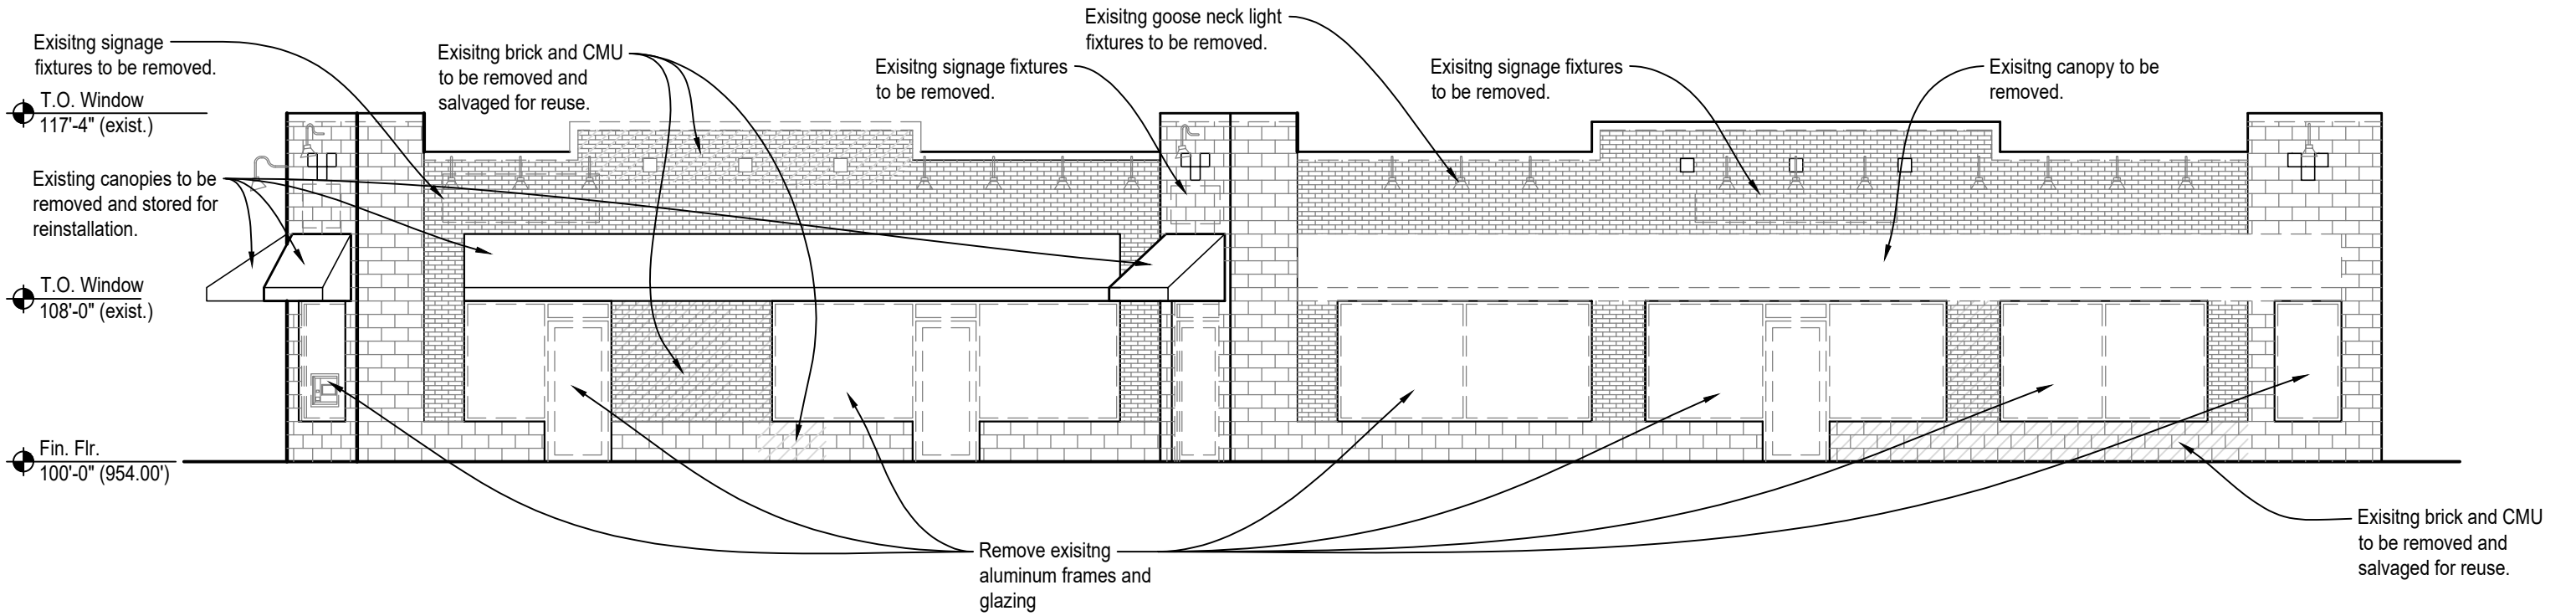 Exisitng goose neck light
fixtures to be removed.
Exisitng signage
fixtures to be removed.
Exisitng brick and CMU
to be removed and
salvaged for reuse.
Exisitng signage fixtures
to be removed.
Exisitng signage fixtures
to be removed.
Exisitng canopy to be
removed.
T.O. Window
117'-4" (exist.)
Existing canopies to be
removed and stored for
reinstallation.
T.O. Window
108'-0" (exist.)
Fin. Flr.
100'-0" (954.00')
Remove exisitng
aluminum frames and
glazing
Exisitng brick and CMU
to be removed and
salvaged for reuse.